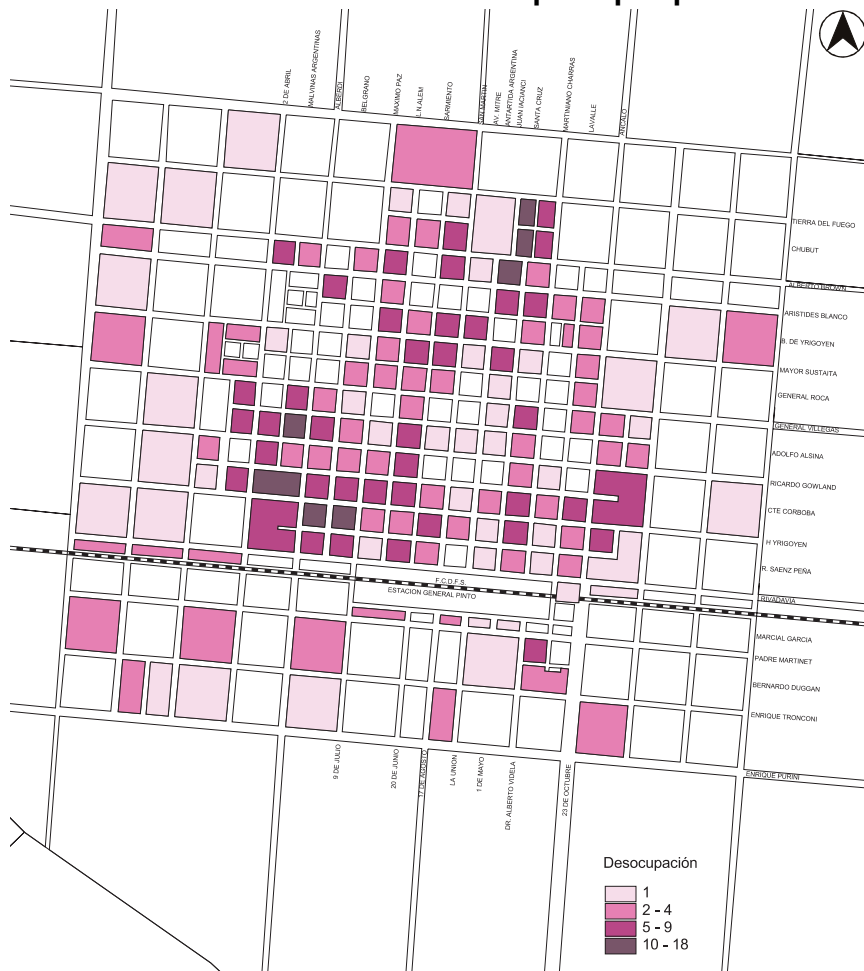 2 DE ABRIL
MALVINAS ARGENTINAS
ALBERDI
BELGRANO
MAXIMO PAZ
L.N.ALEM
SARMIENTO
SAN MARTIN
AV. MITRE
ANTARTIDA ARGENTINA
JUAN IACIANCI
SANTA CRUZ
MARTINIANO CHARRAS
LAVALLE
ANCALO
TIERRA DEL FUEGO
CHUBUT
ALBERTO BROWN
ARISTIDES BLANCO
B. DE YRIGOYEN
MAYOR SUSTAITA
GENERAL ROCA
GENERAL VILLEGAS
ADOLFO ALSINA
RICARDO GOWLAND
CTE CORBOBA
H YRIGOYEN
R. SAENZ PEÑA
RIVADAVIA
F.C.D.F.S.
ESTACION GENERAL PINTO
MARCIAL GARCIA
PADRE MARTINET
BERNARDO DUGGAN
ENRIQUE TRONCONI
ENRIQUE PURINI
9 DE JULIO
20 DE JUNIO
17 DE AGOSTO
LA UNION
1 DE MAYO
DR. ALBERTO VIDELA
23 DE OCTUBRE
Desocupación
1
2 - 4
5 - 9
10 - 18